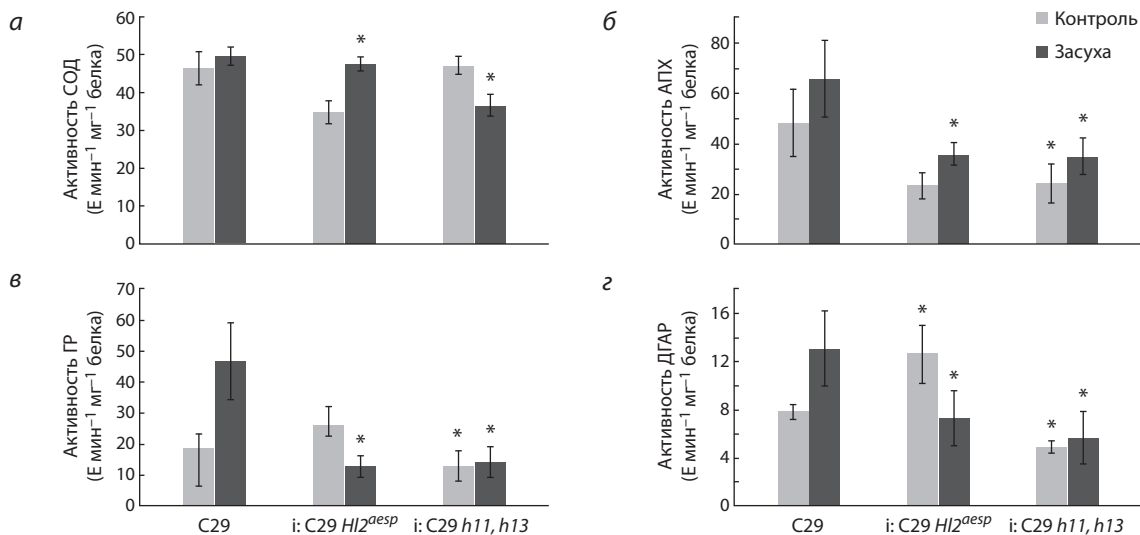 а
60
50
40
30
20
10
0
Активность СОД
(Е мин⁻¹ мг⁻¹ белка)
*
*
б
80
60
40
20
0
Активность АПХ
(Е мин⁻¹ мг⁻¹ белка)
*
*
*
Контроль
Засуха
в
70
60
50
40
30
20
10
0
Активность ГР
(Е мин⁻¹ мг⁻¹ белка)
*
*
*
С29
i: С29 Hl2ᵃᵉˢᵖ
i: С29 h11, h13
г
16
12
8
4
0
Активность ДГАР
(Е мин⁻¹ мг⁻¹ белка)
*
*
*
*
С29
i: С29 Hl2ᵃᵉˢᵖ
i: С29 h11, h13